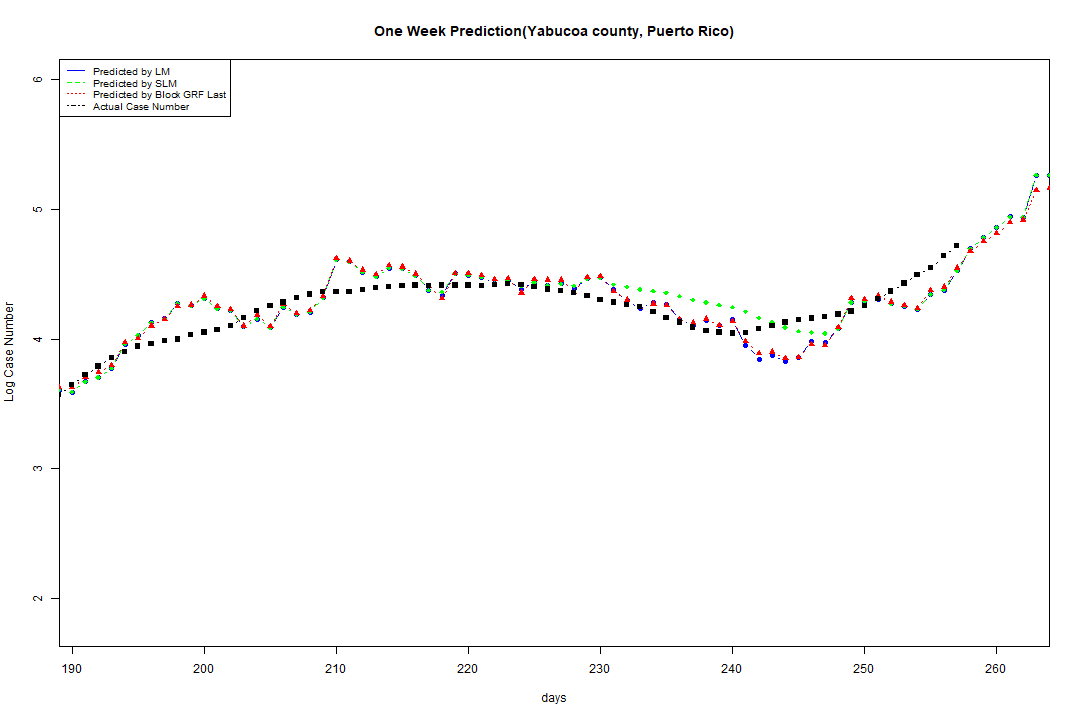 One Week Prediction(Yabucoa county, Puerto Rico)
Predicted by LM
Predicted by SLM
Predicted by Block GRF Last
Actual Case Number
6
5
4
3
2
Log Case Number
190 200 210 220 230 240 250 260
days